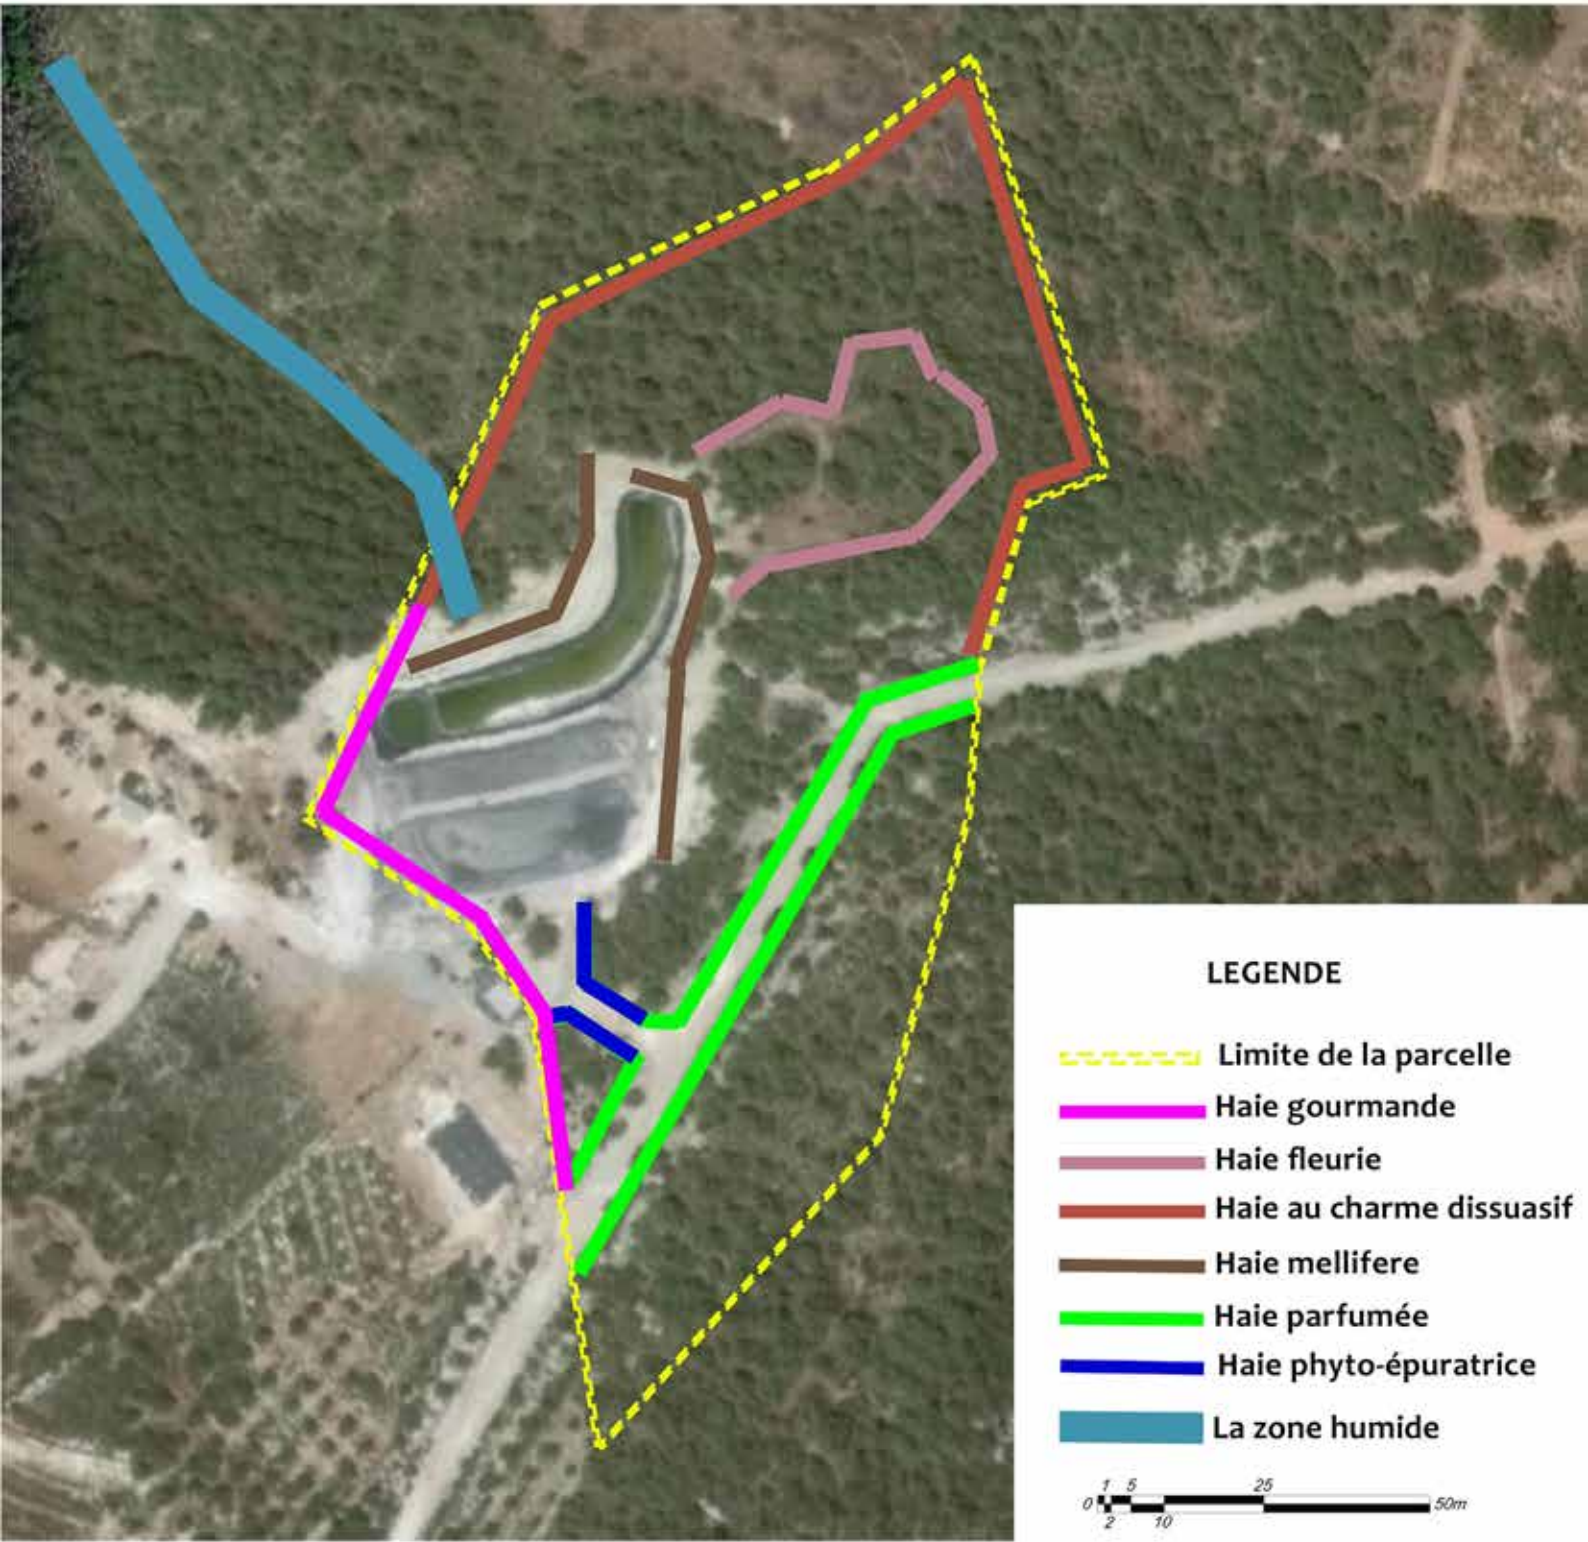 LEGENDE
Limite de la parcelle
Haie gourmande
Haie fleurie
Haie au charme dissuasif
Haie mellifere
Haie parfumée
Haie phyto-épuratrice
La zone humide
1 5 25
0 50m
2 10